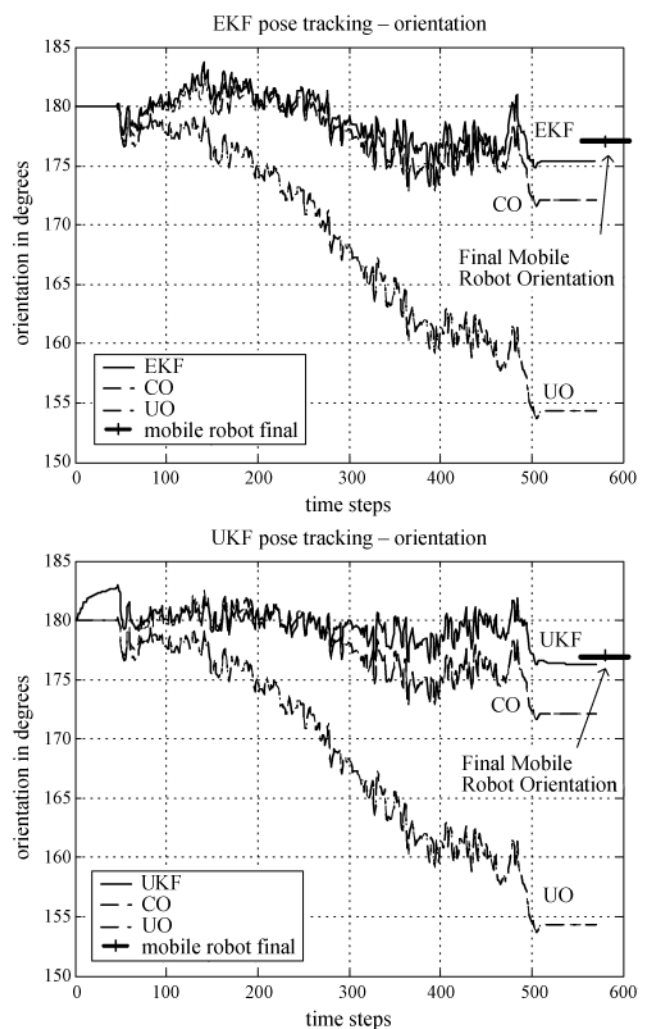 EKF pose tracking – orientation
185
180
175
170
165
160
155
150
orientation in degrees
EKF
CO
Final Mobile
Robot Orientation
UO
EKF
CO
UO
mobile robot final
0 100 200 300 400 500 600
time steps
UKF pose tracking – orientation
185
180
175
170
165
160
155
150
orientation in degrees
UKF
CO
Final Mobile
Robot Orientation
UO
UKF
CO
UO
mobile robot final
0 100 200 300 400 500 600
time steps